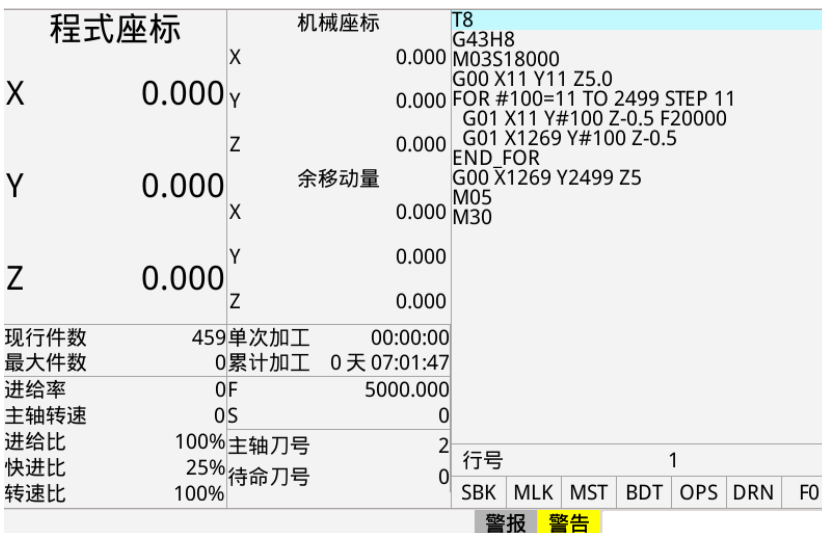 程式座标
X 0.000
Y 0.000
Z 0.000
机械座标
X 0.000
Y 0.000
Z 0.000
余移动量
X 0.000
Y 0.000
Z 0.000
现行件数 459
最大件数 0
单次加工 00:00:00
累计加工 0 天 07:01:47
进给率 0
主轴转速 0
进给比 100%
快进比 25%
转速比 100%
F 5000.000
S 0
主轴刀号 2
待命刀号 0
T8
G43H8
M03S18000
G00 X11 Y11 Z5.0
FOR #100=11 TO 2499 STEP 11
G01 X11 Y#100 Z-0.5 F20000
G01 X1269 Y#100 Z-0.5
END_FOR
G00 X1269 Y2499 Z5
M05
M30
行号 1
SBK MLK MST BDT OPS DRN F0
警报 警告